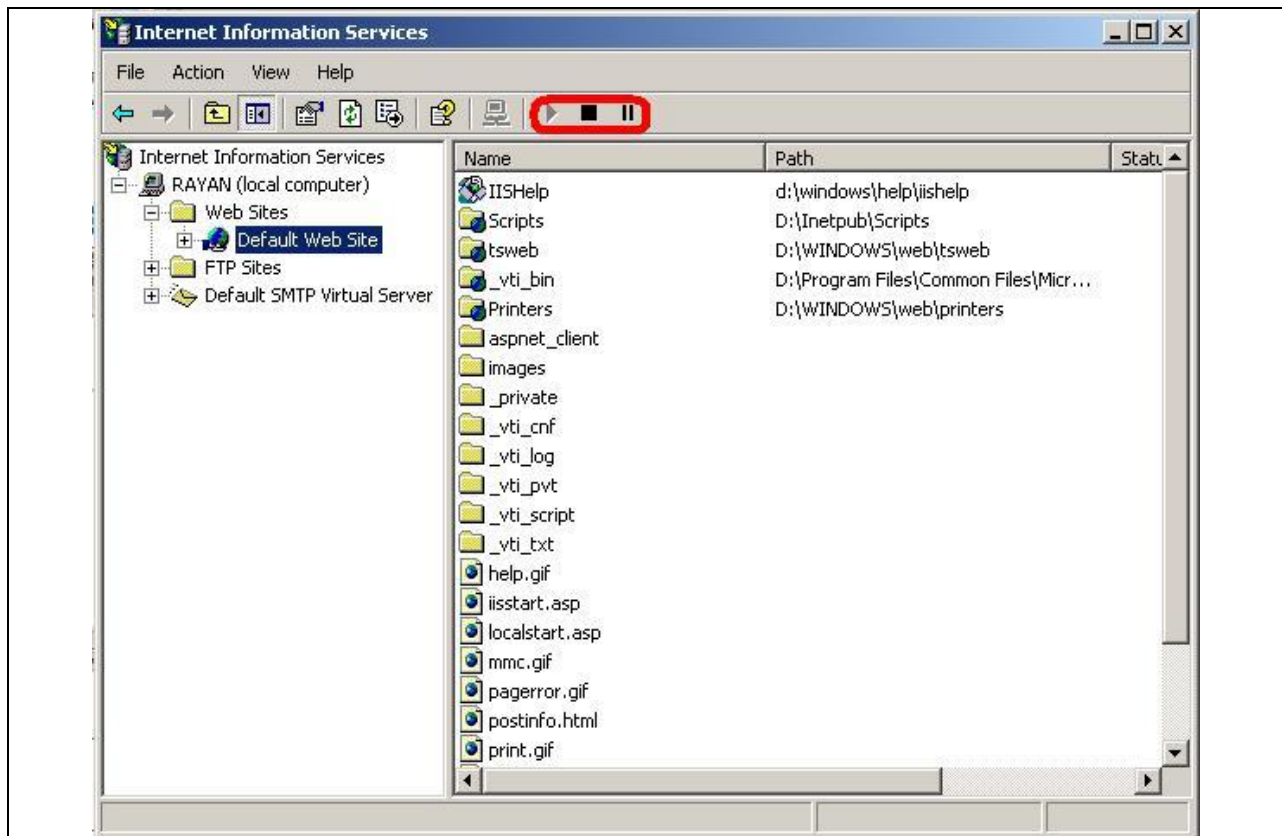 Internet Information Services
File Action View Help
Internet Information Services
RAYAN (local computer)
Web Sites
Default Web Site
FTP Sites
Default SMTP Virtual Server
Name Path Statu
IISHelp d:\windows\help\iishelp
Scripts D:\Inetpub\Scripts
tsweb D:\WINDOWS\web\tsweb
_vti_bin D:\Program Files\Common Files\Micr...
Printers D:\WINDOWS\web\printers
aspnet_client
images
_private
_vti_cnf
_vti_log
_vti_pvt
_vti_script
_vti_txt
help.gif
iisstart.asp
localstart.asp
mmc.gif
pagerror.gif
postinfo.html
print.gif